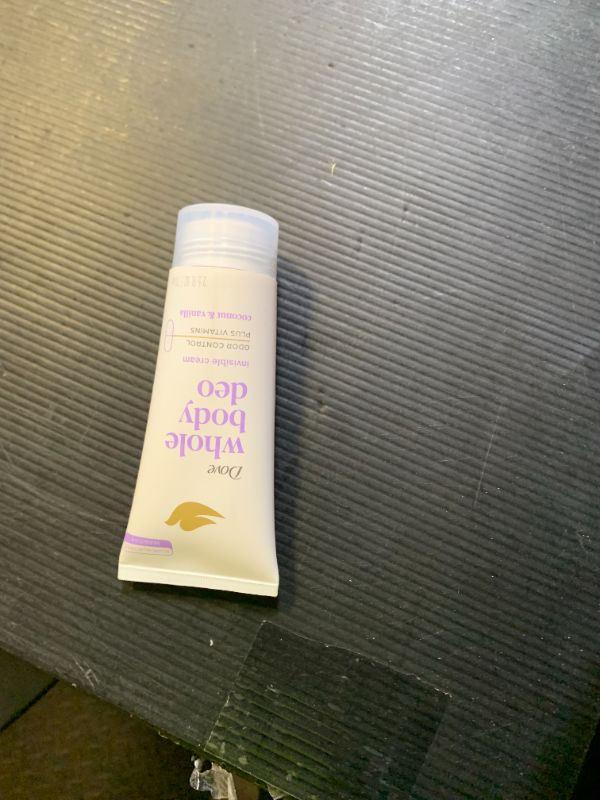 Dove
whole
body
deo
invisible cream
ODOR CONTROL
PLUS VITAMINS
coconut & vanilla